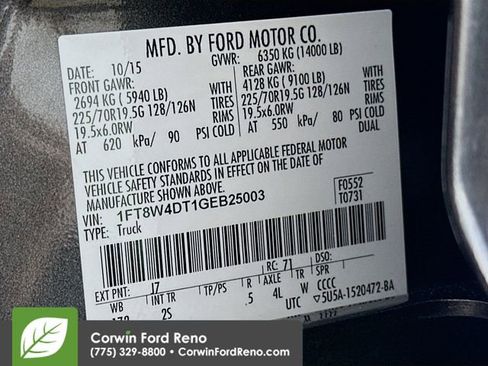 MFD. BY FORD MOTOR CO.
DATE: 10/15 GVWR: 6350 KG (14000 LB)
FRONT GAWR: REAR GAWR:
2694 KG ( 5940 LB) WITH 4128 KG ( 9100 LB) WITH
225/70R19.5G 128/126N TIRES 225/70R19.5G 128/126N TIRES
19.5x6.0RW RIMS 19.5x6.0RW RIMS
AT 620 kPa/ 90 PSI COLD AT 550 kPa/ 80 PSI COLD
DUAL
THIS VEHICLE CONFORMS TO ALL APPLICABLE FEDERAL MOTOR
VEHICLE SAFETY STANDARDS IN EFFECT ON THE DATE OF
MANUFACTURE SHOWN ABOVE.
VIN: 1FT8W4DT1GEB25003 F0552
TYPE: Truck T0731
EXT PNT: J7 RC: 71 DSO:
WB INT TR TP/PS R AXLE TR SPR
2S .5 4L W CCCC
UTC 5U5A-1520472-BA
Corwin Ford Reno
(775) 329-8800 • CorwinFordReno.com